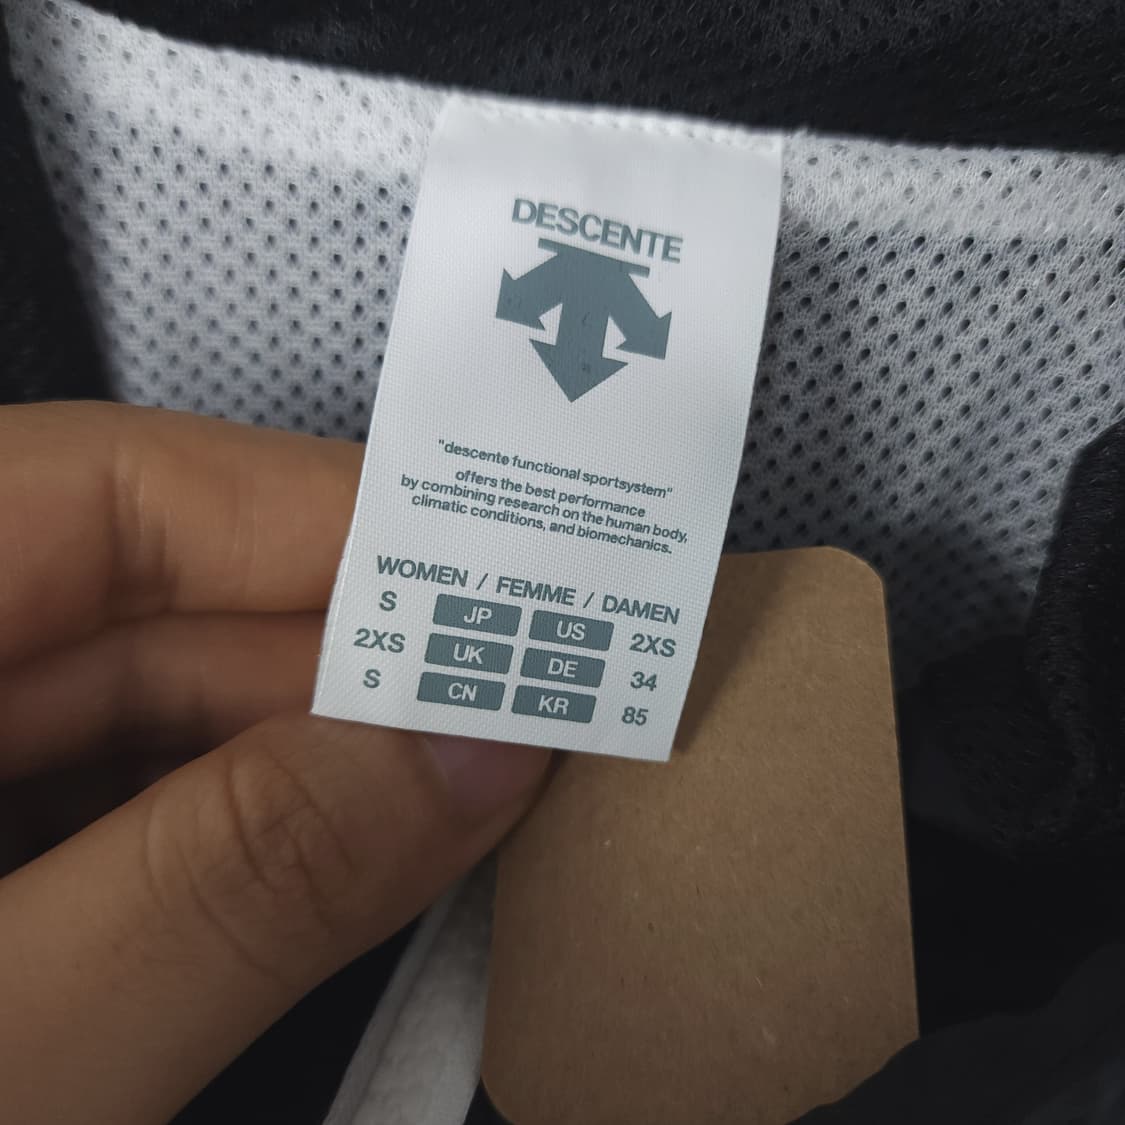 DESCENTE
"descente functional sportsystem"
offers the best performance
by combining research on the human body,
climatic conditions, and biomechanics.
WOMEN / FEMME / DAMEN
S JP US 2XS
2XS UK DE 34
S CN KR 85